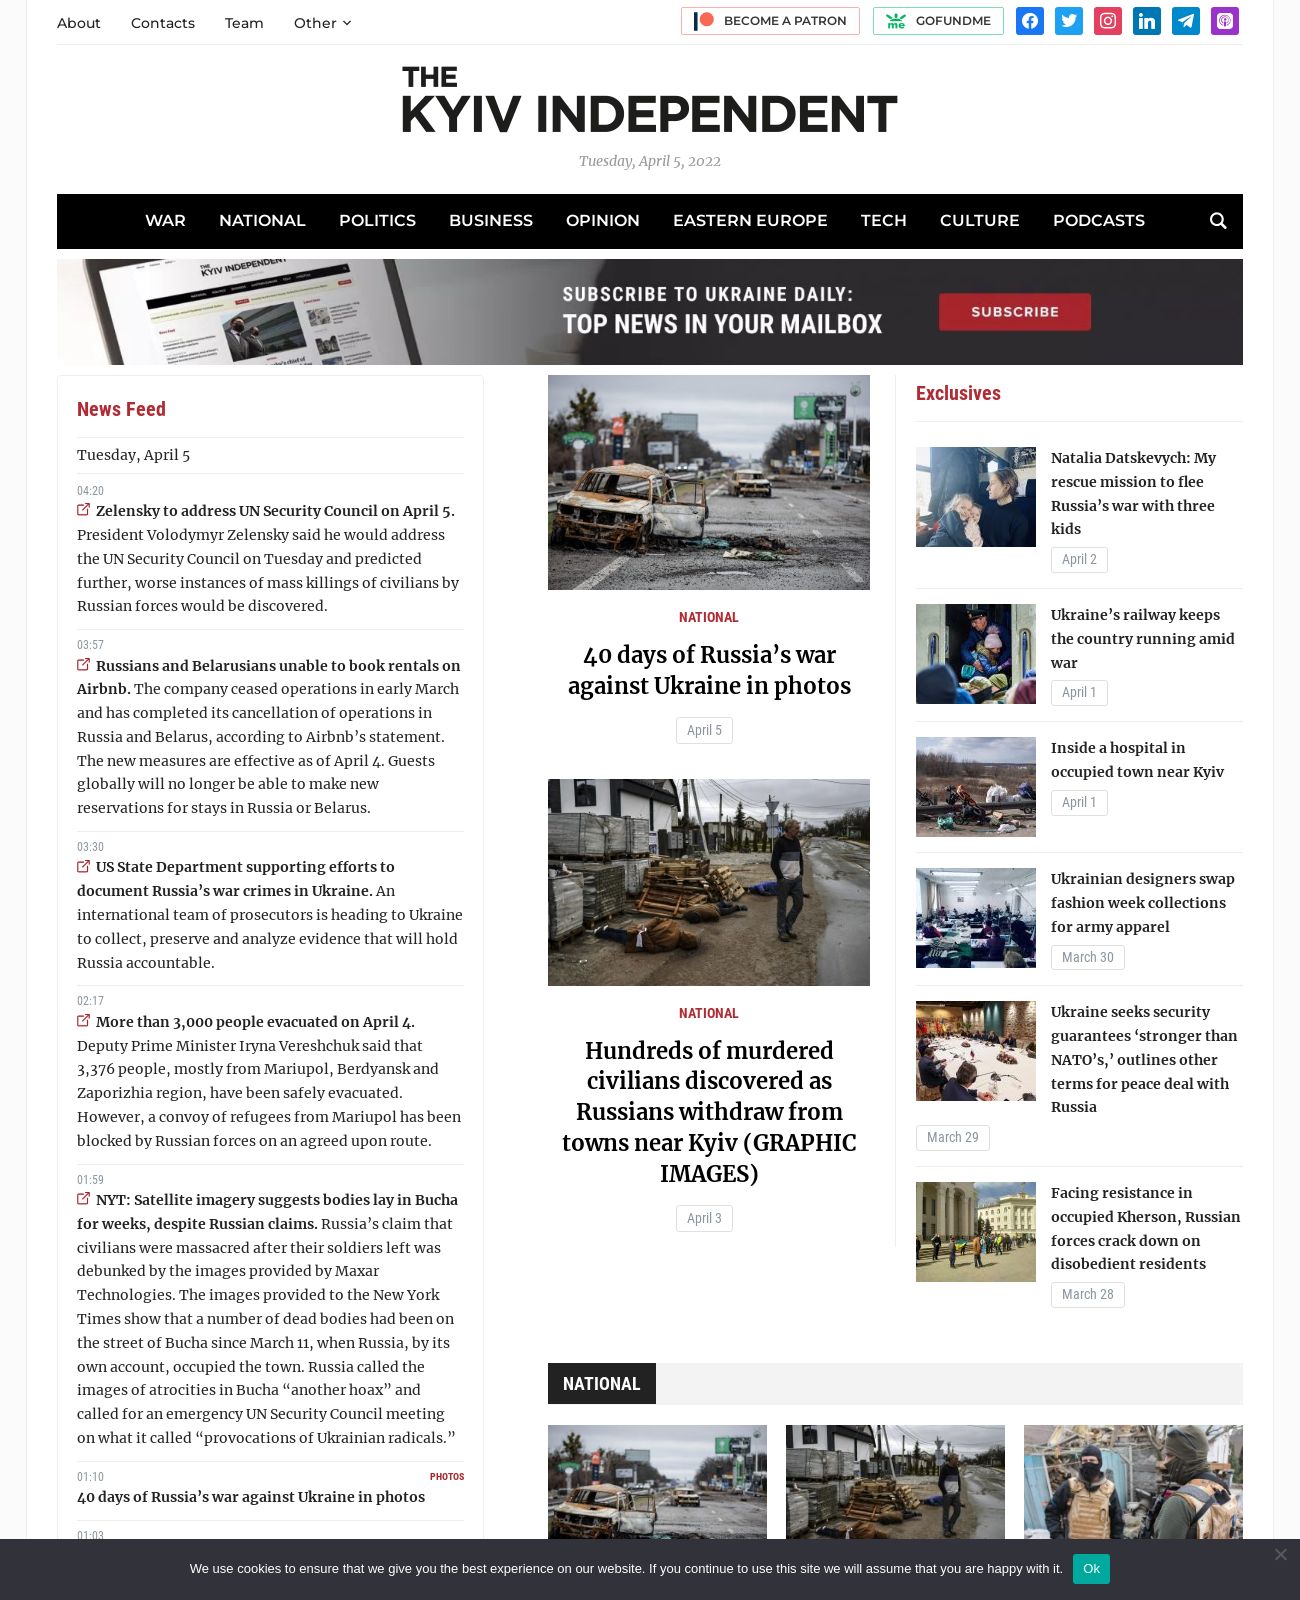 About Contacts Team Other
BECOME A PATRON GOFUNDME
THE
KYIV INDEPENDENT
Tuesday, April 5, 2022
WAR NATIONAL POLITICS BUSINESS OPINION EASTERN EUROPE TECH CULTURE PODCASTS
THE
KYIV INDEPENDENT
SUBSCRIBE TO UKRAINE DAILY:
TOP NEWS IN YOUR MAILBOX
SUBSCRIBE
News Feed
Tuesday, April 5
04:20
Zelensky to address UN Security Council on April 5.
President Volodymyr Zelensky said he would address
the UN Security Council on Tuesday and predicted
further, worse instances of mass killings of civilians by
Russian forces would be discovered.
03:57
Russians and Belarusians unable to book rentals on
Airbnb. The company ceased operations in early March
and has completed its cancellation of operations in
Russia and Belarus, according to Airbnb’s statement.
The new measures are effective as of April 4. Guests
globally will no longer be able to make new
reservations for stays in Russia or Belarus.
03:30
US State Department supporting efforts to
document Russia’s war crimes in Ukraine. An
international team of prosecutors is heading to Ukraine
to collect, preserve and analyze evidence that will hold
Russia accountable.
02:17
More than 3,000 people evacuated on April 4.
Deputy Prime Minister Iryna Vereshchuk said that
3,376 people, mostly from Mariupol, Berdyansk and
Zaporizhia region, have been safely evacuated.
However, a convoy of refugees from Mariupol has been
blocked by Russian forces on an agreed upon route.
01:59
NYT: Satellite imagery suggests bodies lay in Bucha
for weeks, despite Russian claims. Russia’s claim that
civilians were massacred after their soldiers left was
debunked by the images provided by Maxar
Technologies. The images provided to the New York
Times show that a number of dead bodies had been on
the street of Bucha since March 11, when Russia, by its
own account, occupied the town. Russia called the
images of atrocities in Bucha “another hoax” and
called for an emergency UN Security Council meeting
on what it called “provocations of Ukrainian radicals.”
01:10 PHOTOS
40 days of Russia’s war against Ukraine in photos
01:03
NATIONAL
40 days of Russia’s war
against Ukraine in photos
April 5
NATIONAL
Hundreds of murdered
civilians discovered as
Russians withdraw from
towns near Kyiv (GRAPHIC
IMAGES)
April 3
Exclusives
Natalia Datskevych: My
rescue mission to flee
Russia’s war with three
kids
April 2
Ukraine’s railway keeps
the country running amid
war
April 1
Inside a hospital in
occupied town near Kyiv
April 1
Ukrainian designers swap
fashion week collections
for army apparel
March 30
Ukraine seeks security
guarantees ‘stronger than
NATO’s,’ outlines other
terms for peace deal with
Russia
March 29
Facing resistance in
occupied Kherson, Russian
forces crack down on
disobedient residents
March 28
NATIONAL
We use cookies to ensure that we give you the best experience on our website. If you continue to use this site we will assume that you are happy with it. Ok